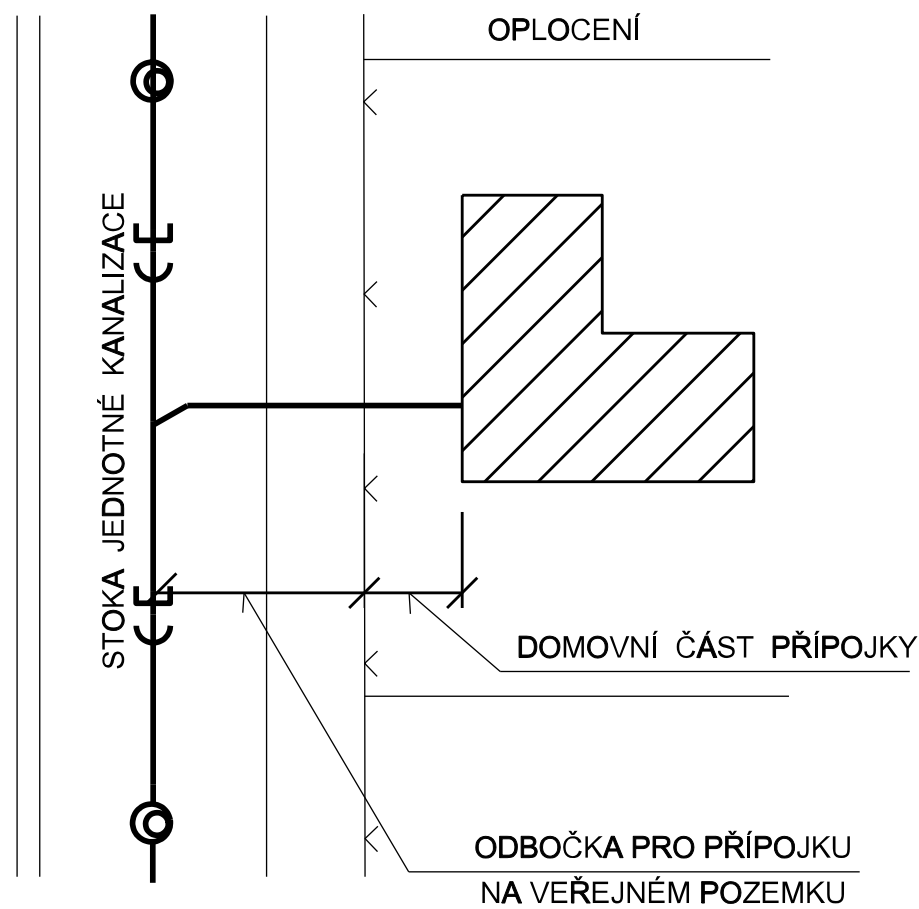 OPLOCENÍ
STOKA JEDNOTNÉ KANALIZACE
DOMOVNÍ ČÁST PŘÍPOJKY
ODBOČKA PRO PŘÍPOJKU
NA VEŘEJNÉM POZEMKU